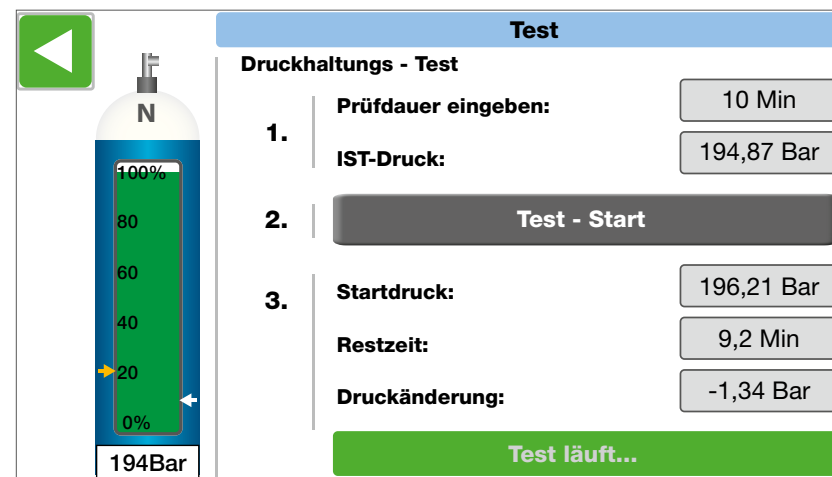 Test
Druckhaltungs - Test
1.
Prüfdauer eingeben:
10 Min
IST-Druck:
194,87 Bar
2.
Test - Start
3.
Startdruck:
196,21 Bar
Restzeit:
9,2 Min
Druckänderung:
-1,34 Bar
Test läuft...
N
100%
80
60
40
20
0%
194Bar